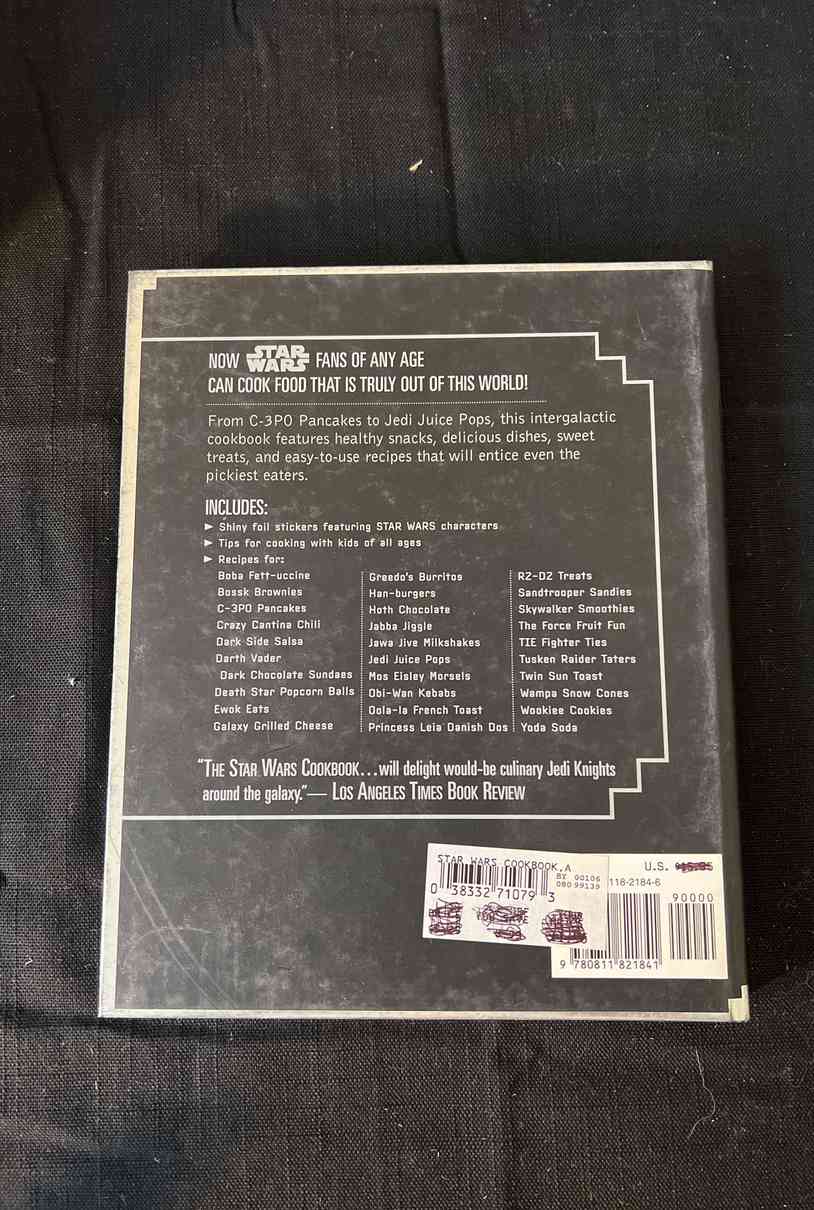 NOW STAR WARS FANS OF ANY AGE
CAN COOK FOOD THAT IS TRULY OUT OF THIS WORLD!
From C-3PO Pancakes to Jedi Juice Pops, this intergalactic
cookbook features healthy snacks, delicious dishes, sweet
treats, and easy-to-use recipes that will entice even the
pickiest eaters.
INCLUDES:
► Shiny foil stickers featuring STAR WARS characters
► Tips for cooking with kids of all ages
► Recipes for:
Boba Fett-uccine
Bossk Brownies
C-3PO Pancakes
Crazy Cantina Chili
Dark Side Salsa
Darth Vader
Dark Chocolate Sundaes
Death Star Popcorn Balls
Ewok Eats
Galaxy Grilled Cheese
Greedo's Burritos
Han-burgers
Hoth Chocolate
Jabba Jiggle
Jawa Jive Milkshakes
Jedi Juice Pops
Mos Eisley Morsels
Obi-Wan Kebabs
Oola-la French Toast
Princess Leia Danish Dos
R2-D2 Treats
Sandtrooper Sandies
Skywalker Smoothies
The Force Fruit Fun
TIE Fighter Ties
Tusken Raider Taters
Twin Sun Toast
Wampa Snow Cones
Wookiee Cookies
Yoda Soda
"THE STAR WARS COOKBOOK...will delight would-be culinary Jedi Knights
around the galaxy."— LOS ANGELES TIMES BOOK REVIEW
STAR WARS COOKBOOK,A
BY 00106
080 99139
0 38332 71079 3
U.S.
118-2184-6
90000
9 780811 821841